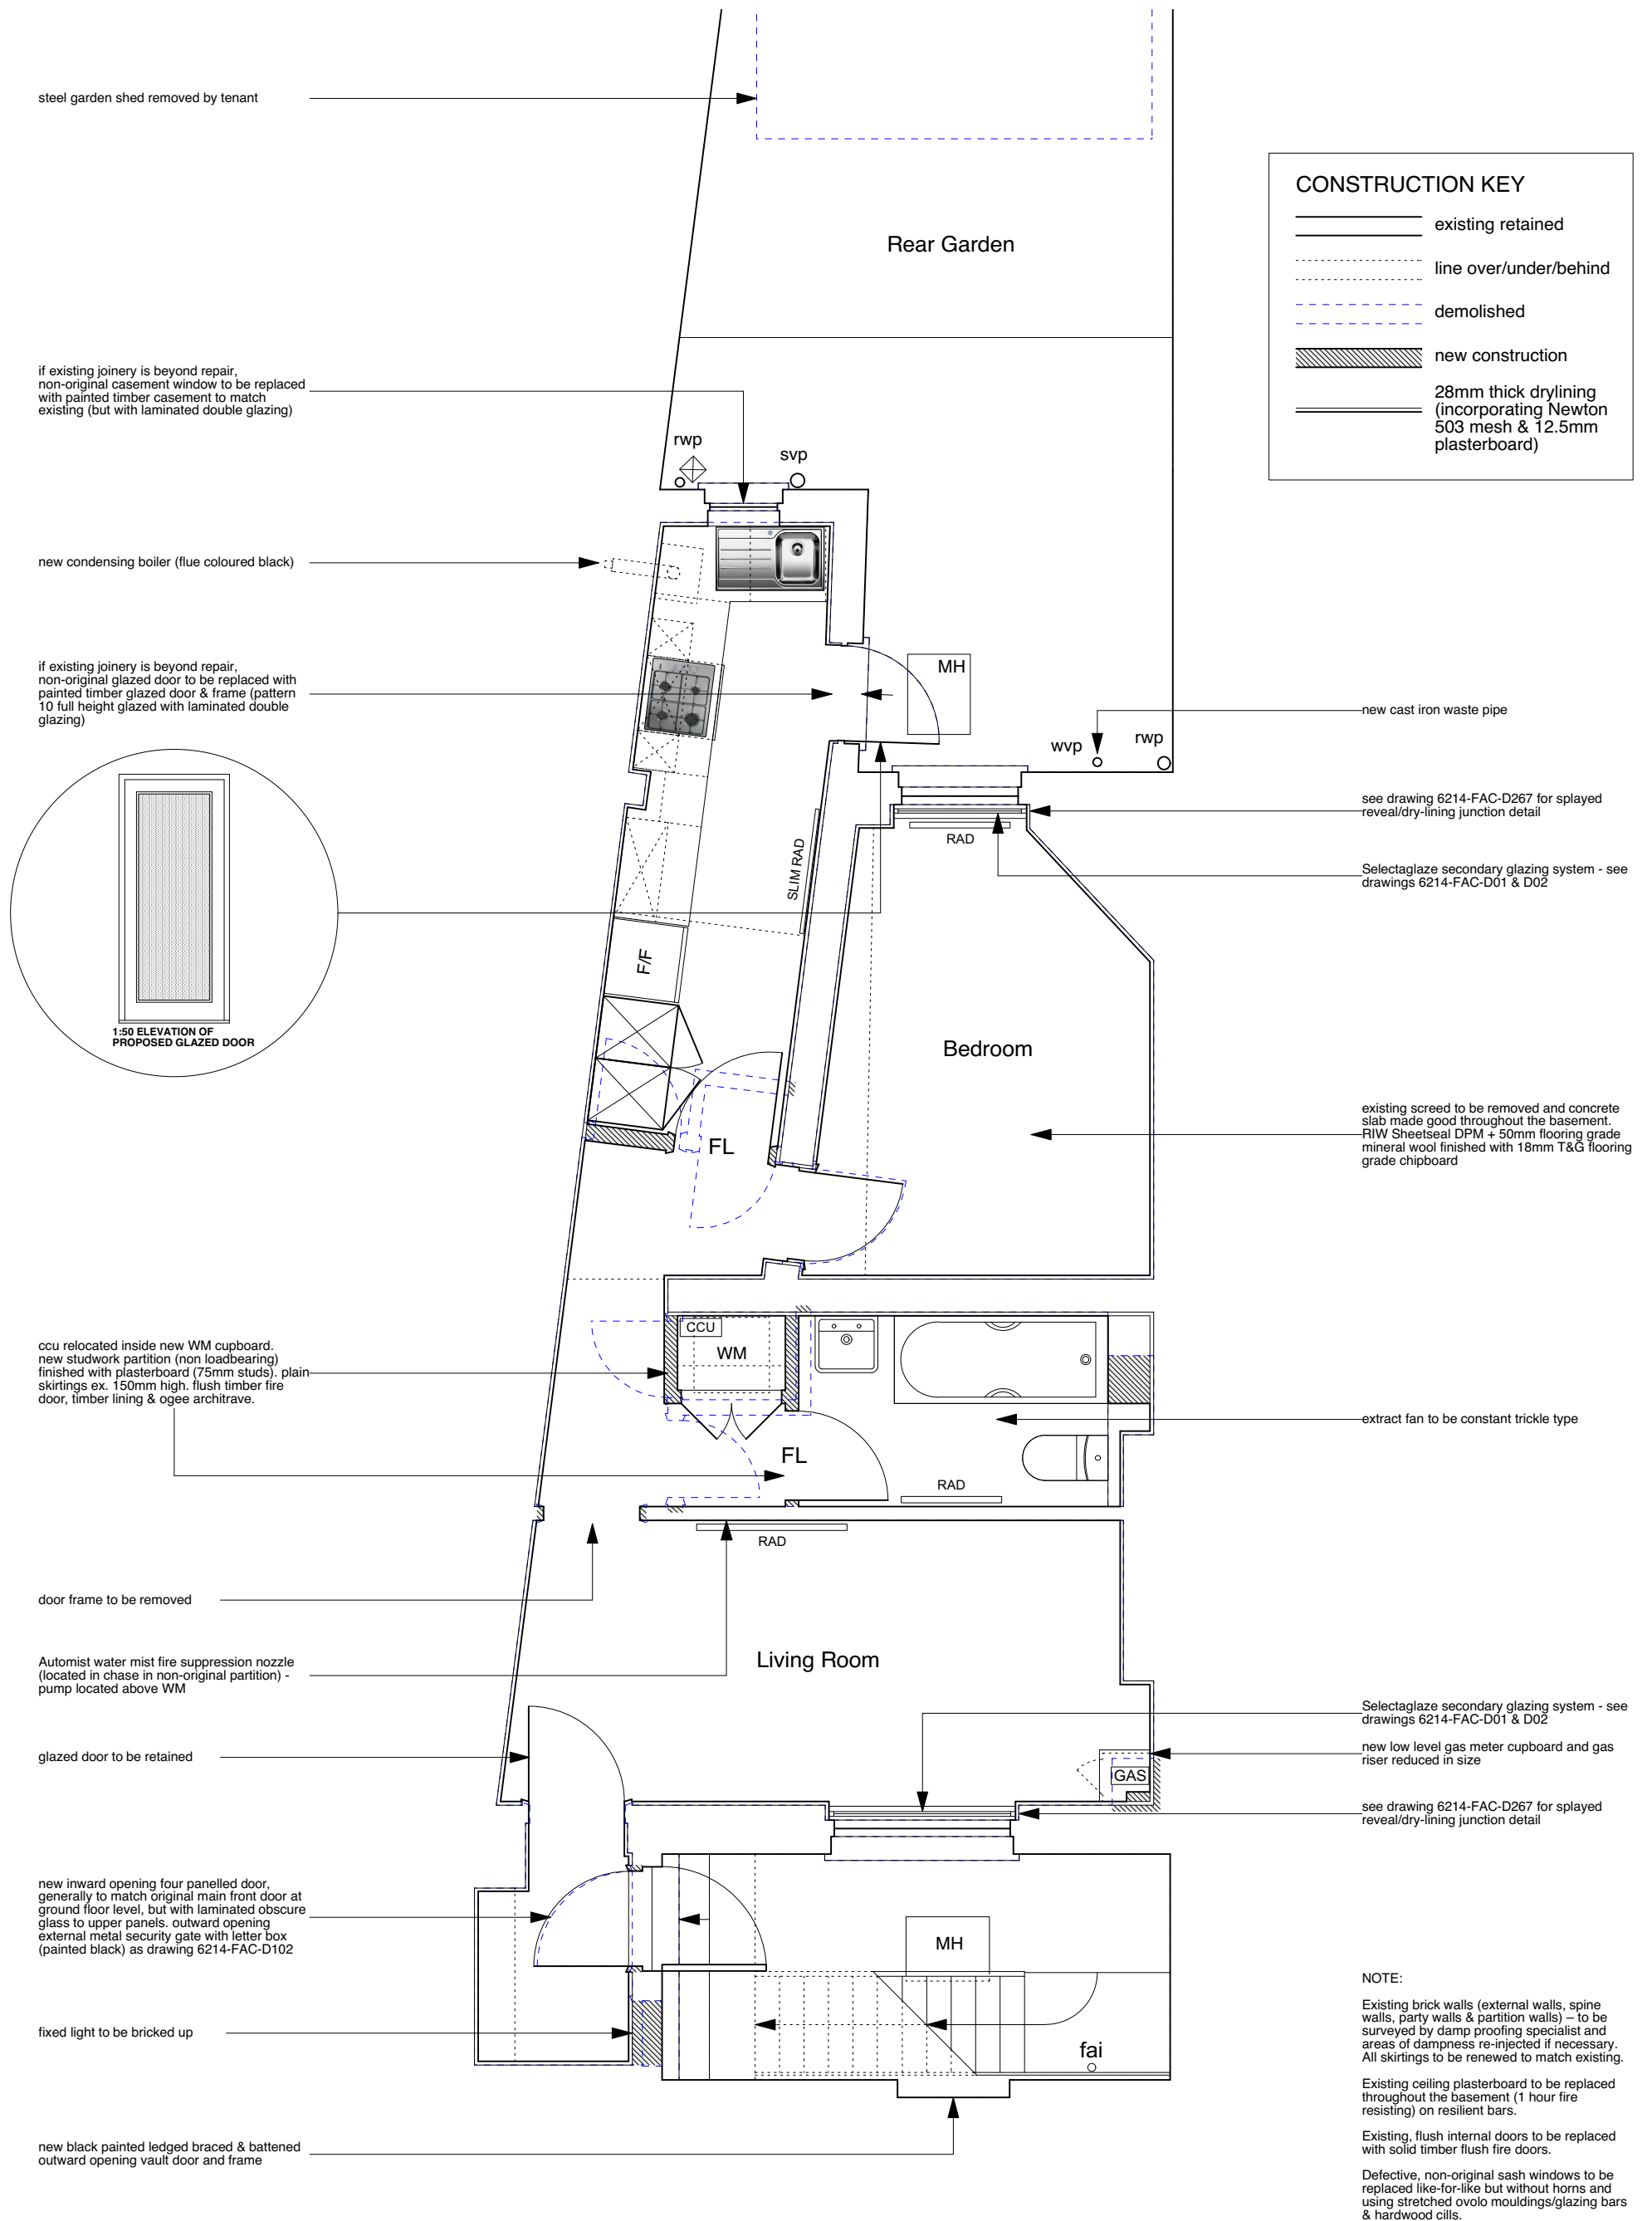 steel garden shed removed by tenant
CONSTRUCTION KEY
existing retained
line over/under/behind
demolished
new construction
28mm thick drylining
(incorporating Newton
503 mesh & 12.5mm
plasterboard)
Rear Garden
if existing joinery is beyond repair,
non-original casement window to be replaced
with painted timber casement to match
existing (but with laminated double glazing)
rwp
svp
new condensing boiler (flue coloured black)
if existing joinery is beyond repair,
non-original glazed door to be replaced with
painted timber glazed door & frame (pattern
10 full height glazed with laminated double
glazing)
MH
new cast iron waste pipe
wvp
rwp
see drawing 6214-FAC-D267 for splayed
reveal/dry-lining junction detail
RAD
SLIM RAD
Selectaglaze secondary glazing system - see
drawings 6214-FAC-D01 & D02
F/F
1:50 ELEVATION OF
PROPOSED GLAZED DOOR
Bedroom
existing screed to be removed and concrete
slab made good throughout the basement.
RIW Sheetseal DPM + 50mm flooring grade
mineral wool finished with 18mm T&G flooring
grade chipboard
FL
ccu relocated inside new WM cupboard.
new studwork partition (non loadbearing)
finished with plasterboard (75mm studs). plain
skirtings ex. 150mm high. flush timber fire
door, timber lining & ogee architrave.
CCU
WM
extract fan to be constant trickle type
FL
RAD
RAD
door frame to be removed
Automist water mist fire suppression nozzle
(located in chase in non-original partition) -
pump located above WM
Living Room
glazed door to be retained
Selectaglaze secondary glazing system - see
drawings 6214-FAC-D01 & D02
new low level gas meter cupboard and gas
riser reduced in size
GAS
see drawing 6214-FAC-D267 for splayed
reveal/dry-lining junction detail
new inward opening four panelled door,
generally to match original main front door at
ground floor level, but with laminated obscure
glass to upper panels. outward opening
external metal security gate with letter box
(painted black) as drawing 6214-FAC-D102
MH
fixed light to be bricked up
fai
new black painted ledged braced & battened
outward opening vault door and frame
NOTE:
Existing brick walls (external walls, spine
walls, party walls & partition walls) – to be
surveyed by damp proofing specialist and
areas of dampness re-injected if necessary.
All skirtings to be renewed to match existing.
Existing ceiling plasterboard to be replaced
throughout the basement (1 hour fire
resisting) on resilient bars.
Existing, flush internal doors to be replaced
with solid timber flush fire doors.
Defective, non-original sash windows to be
replaced like-for-like but without horns and
using stretched ovolo mouldings/glazing bars
& hardwood cills.